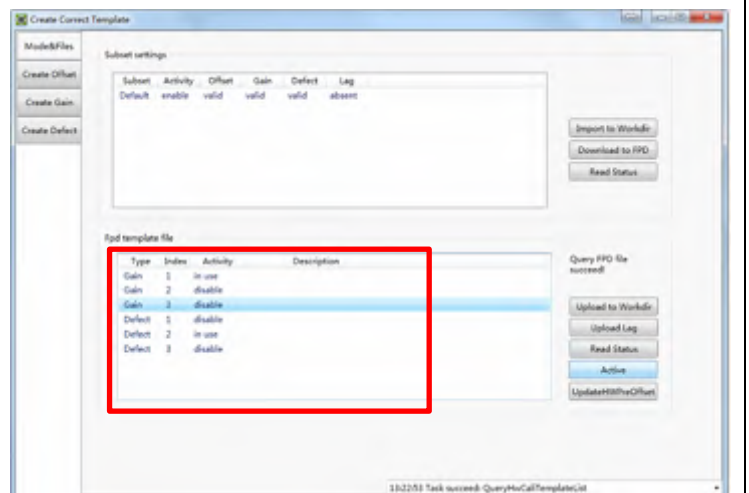 Create Correct Template
Mode&Files
Create Offset
Create Gain
Create Defect
Subset settings
Subset Activity Offset Gain Defect Lag
Default enable valid valid valid absent
Import to Workdir
Download to FPD
Read Status
Fpd template file
Type Index Activity Description
Gain 1 in use
Gain 2 disable
Gain 3 disable
Defect 1 disable
Defect 2 in use
Defect 3 disable
Query FPD file
succeed!
Upload to Workdir
Upload Lag
Read Status
Active
UpdateHWPreOffset
13:22:53 Task succeed: QueryHwCaliTemplateList